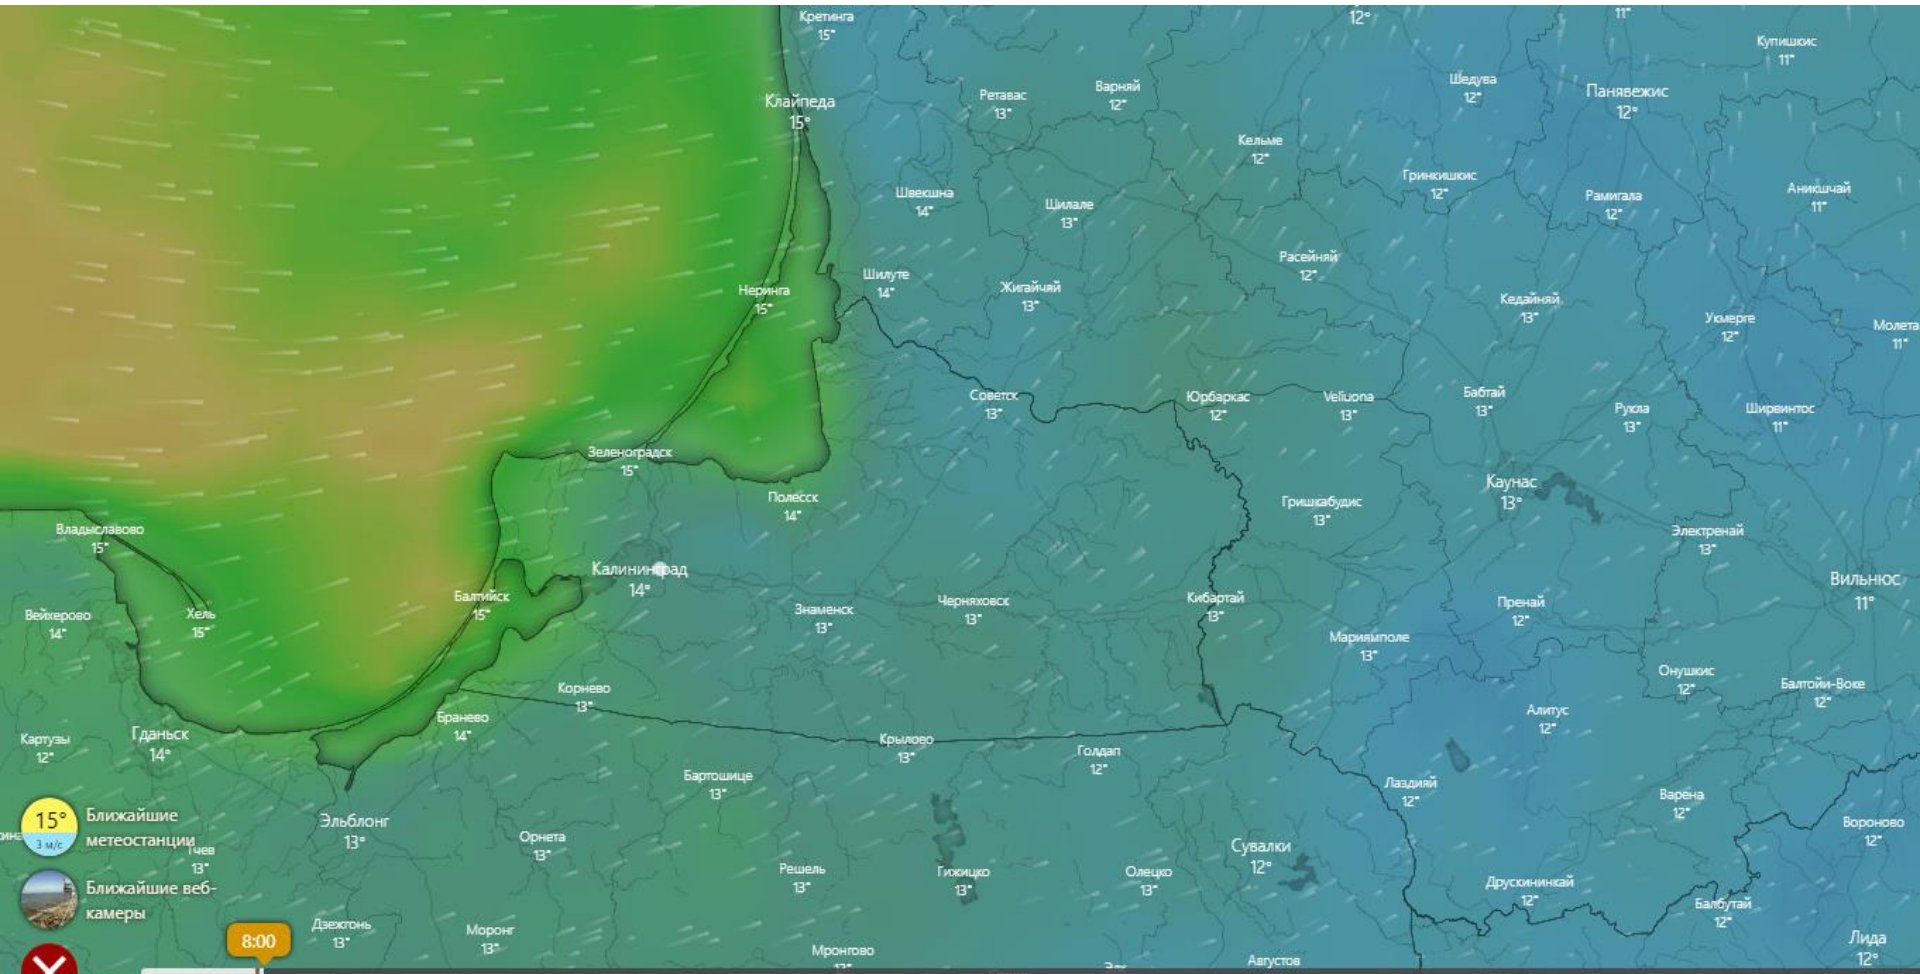 Кретинга
15°
12°
11°
Купишкис
11°
Клайпеда
15°
Ретавас
13°
Варняй
12°
Шедува
12°
Панявежис
12°
Кельме
12°
Швекшна
14°
Шилале
13°
Гринкишкис
12°
Рамигала
12°
Аникшчай
11°
Шилуте
14°
Неринга
15°
Жигайчяй
13°
Расейняй
12°
Кедайняй
13°
Укмерге
12°
Молета
11°
Советск
13°
Юрбаркас
12°
Veliuona
13°
Бабтай
13°
Рукла
13°
Ширвинтос
11°
Зеленоградск
15°
Полесск
14°
Гришкабудис
13°
Каунас
13°
Владыславово
15°
Электренай
13°
Калининград
14°
Вильнюс
11°
Вейхерово
14°
Хель
15°
Балтийск
15°
Знаменск
13°
Черняховск
13°
Кибартай
13°
Пренай
12°
Мариямполе
13°
Онушкис
12°
Балтойи-Воке
12°
Корнево
13°
Бранево
14°
Картузы
12°
Гданьск
14°
Крылово
13°
Голдап
12°
Алитус
12°
Бартошице
13°
Лаздияй
12°
Варена
12°
15°
3 м/с
Ближайшие
метеостанции
Эльблонг
13°
Орнета
13°
Вороново
12°
13°
Решель
13°
Гижицко
13°
Олецко
13°
Сувалки
12°
Друскининкай
12°
Балбутай
12°
Ближайшие веб-
камеры
8:00
Дзежгонь
13°
Моронг
13°
Мронгово
Августов
Лида
12°